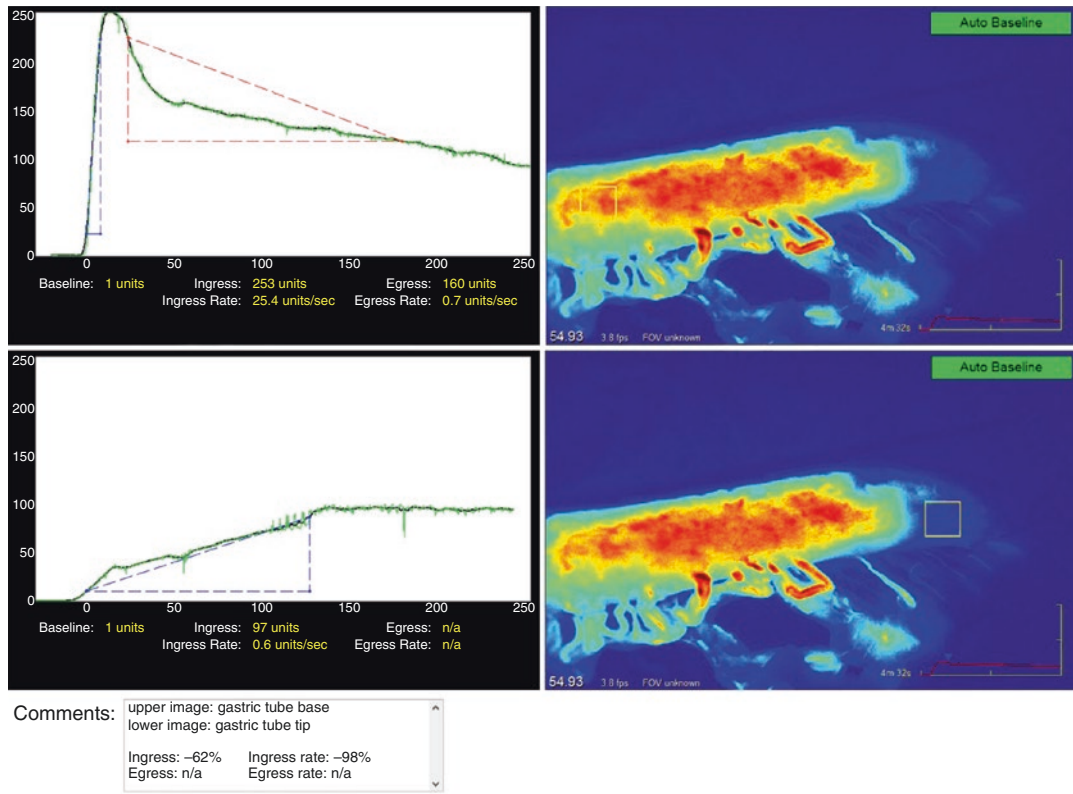 250
200
150
100
50
0
0 50 100 150 200 250
Baseline: 1 units Ingress: 253 units Egress: 160 units
Ingress Rate: 25.4 units/sec Egress Rate: 0.7 units/sec
Auto Baseline
4m 32s
54.93 3.8 fps FOV unknown
250
200
150
100
50
0
0 50 100 150 200 250
Baseline: 1 units Ingress: 97 units Egress: n/a
Ingress Rate: 0.6 units/sec Egress Rate: n/a
Auto Baseline
4m 32s
54.93 3.8 fps FOV unknown
Comments: upper image: gastric tube base
lower image: gastric tube tip
Ingress: –62% Ingress rate: –98%
Egress: n/a Egress rate: n/a